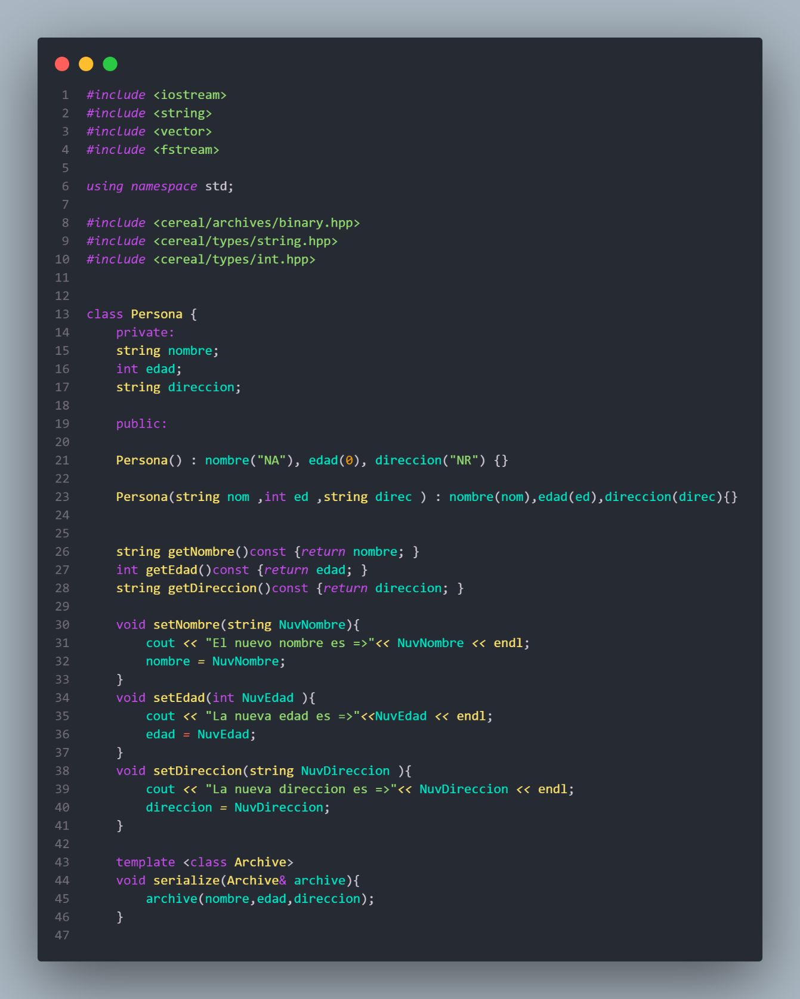 1 #include <iostream>
2 #include <string>
3 #include <vector>
4 #include <fstream>
5
6 using namespace std;
7
8 #include <cereal/archives/binary.hpp>
9 #include <cereal/types/string.hpp>
10 #include <cereal/types/int.hpp>
11
12
13 class Persona {
14     private:
15     string nombre;
16     int edad;
17     string direccion;
18
19     public:
20
21     Persona() : nombre("NA"), edad(0), direccion("NR") {}
22
23     Persona(string nom ,int ed ,string direc ) : nombre(nom),edad(ed),direccion(direc){}
24
25
26     string getNombre()const {return nombre; }
27     int getEdad()const {return edad; }
28     string getDireccion()const {return direccion; }
29
30     void setNombre(string NuvNombre){
31         cout << "El nuevo nombre es =>"<< NuvNombre << endl;
32         nombre = NuvNombre;
33     }
34     void setEdad(int NuvEdad ){
35         cout << "La nueva edad es =>"<<NuvEdad << endl;
36         edad = NuvEdad;
37     }
38     void setDireccion(string NuvDireccion ){
39         cout << "La nueva direccion es =>"<< NuvDireccion << endl;
40         direccion = NuvDireccion;
41     }
42
43     template <class Archive>
44     void serialize(Archive& archive){
45         archive(nombre,edad,direccion);
46     }
47